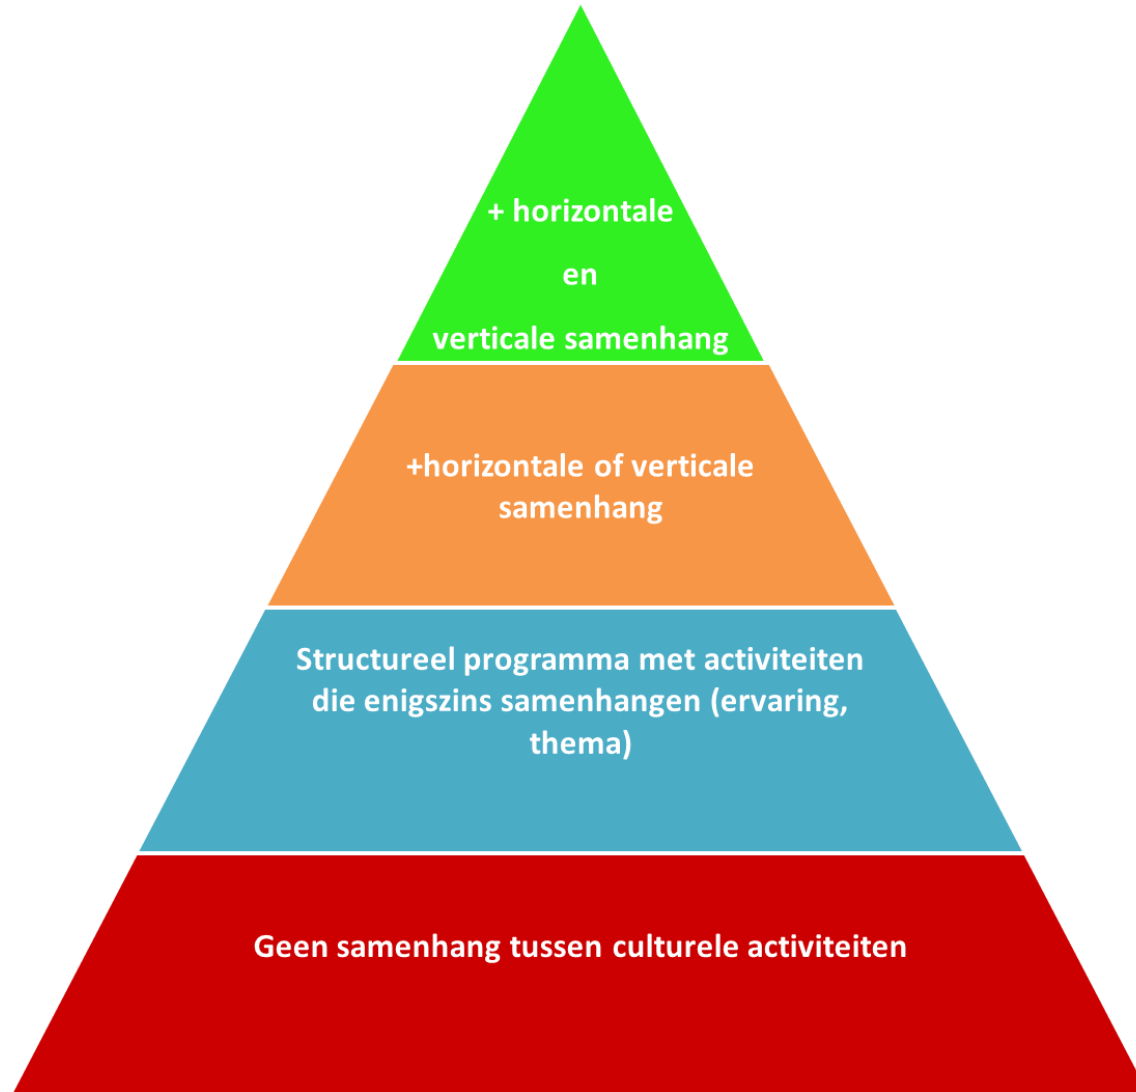 + horizontale
en
verticale samenhang
+horizontale of verticale
samenhang
Structureel programma met activiteiten
die enigszins samenhangen (ervaring,
thema)
Geen samenhang tussen culturele activiteiten